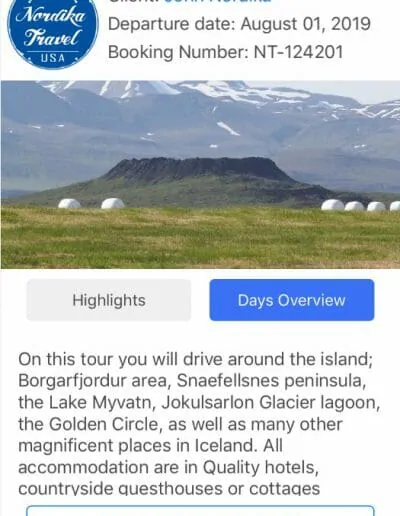 Nordika
Travel
USA
Client: John Nordika
Departure date: August 01, 2019
Booking Number: NT-124201
Highlights
Days Overview
On this tour you will drive around the island;
Borgarfjordur area, Snaefellsnes peninsula,
the Lake Myvatn, Jokulsarlon Glacier lagoon,
the Golden Circle, as well as many other
magnificent places in Iceland. All
accommodation are in Quality hotels,
countryside guesthouses or cottages